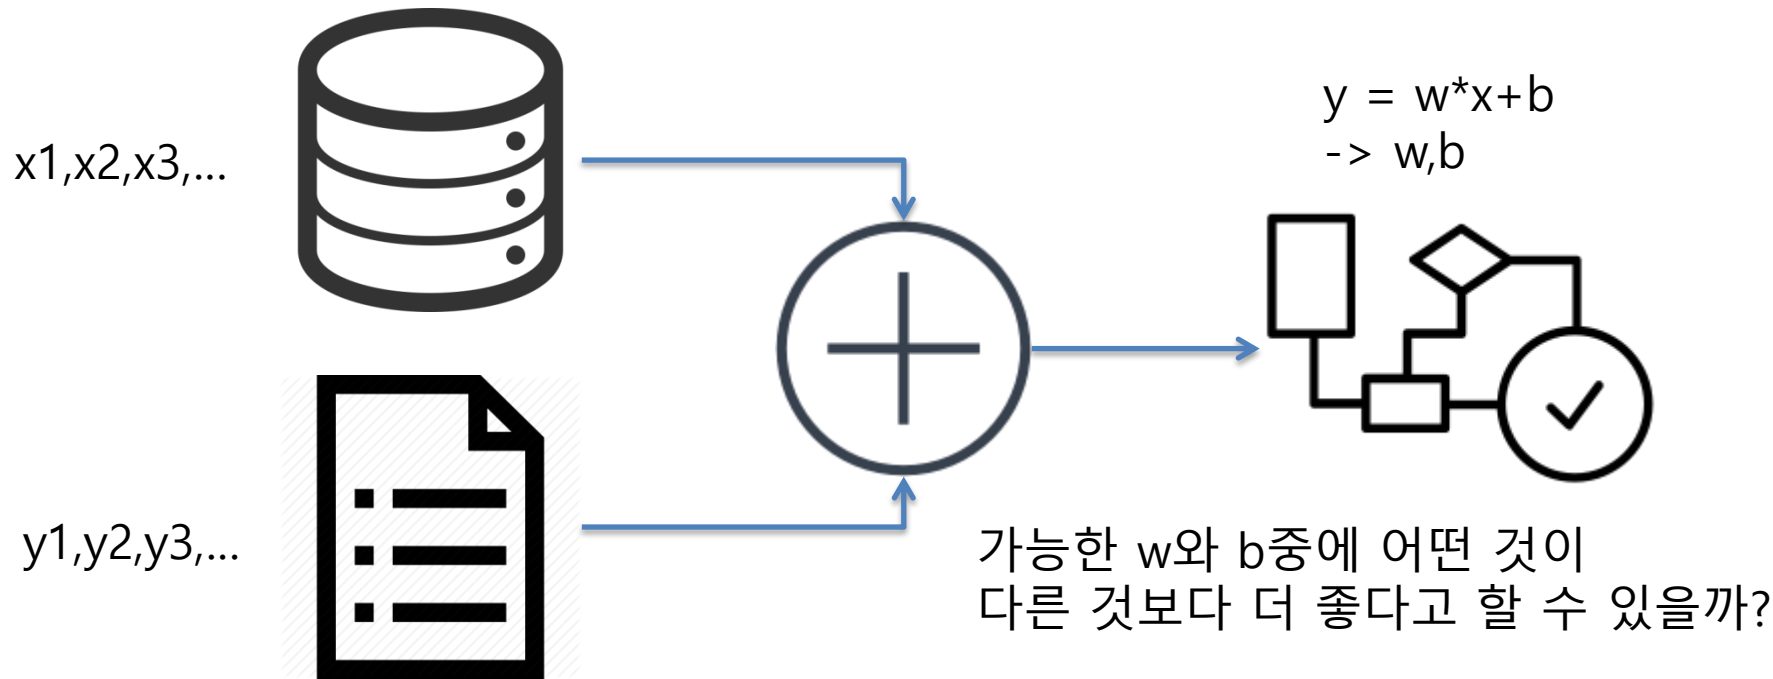 x1,x2,x3,...
y = w*x+b
-> w,b
y1,y2,y3,...
가능한 w와 b중에 어떤 것이
다른 것보다 더 좋다고 할 수 있을까?